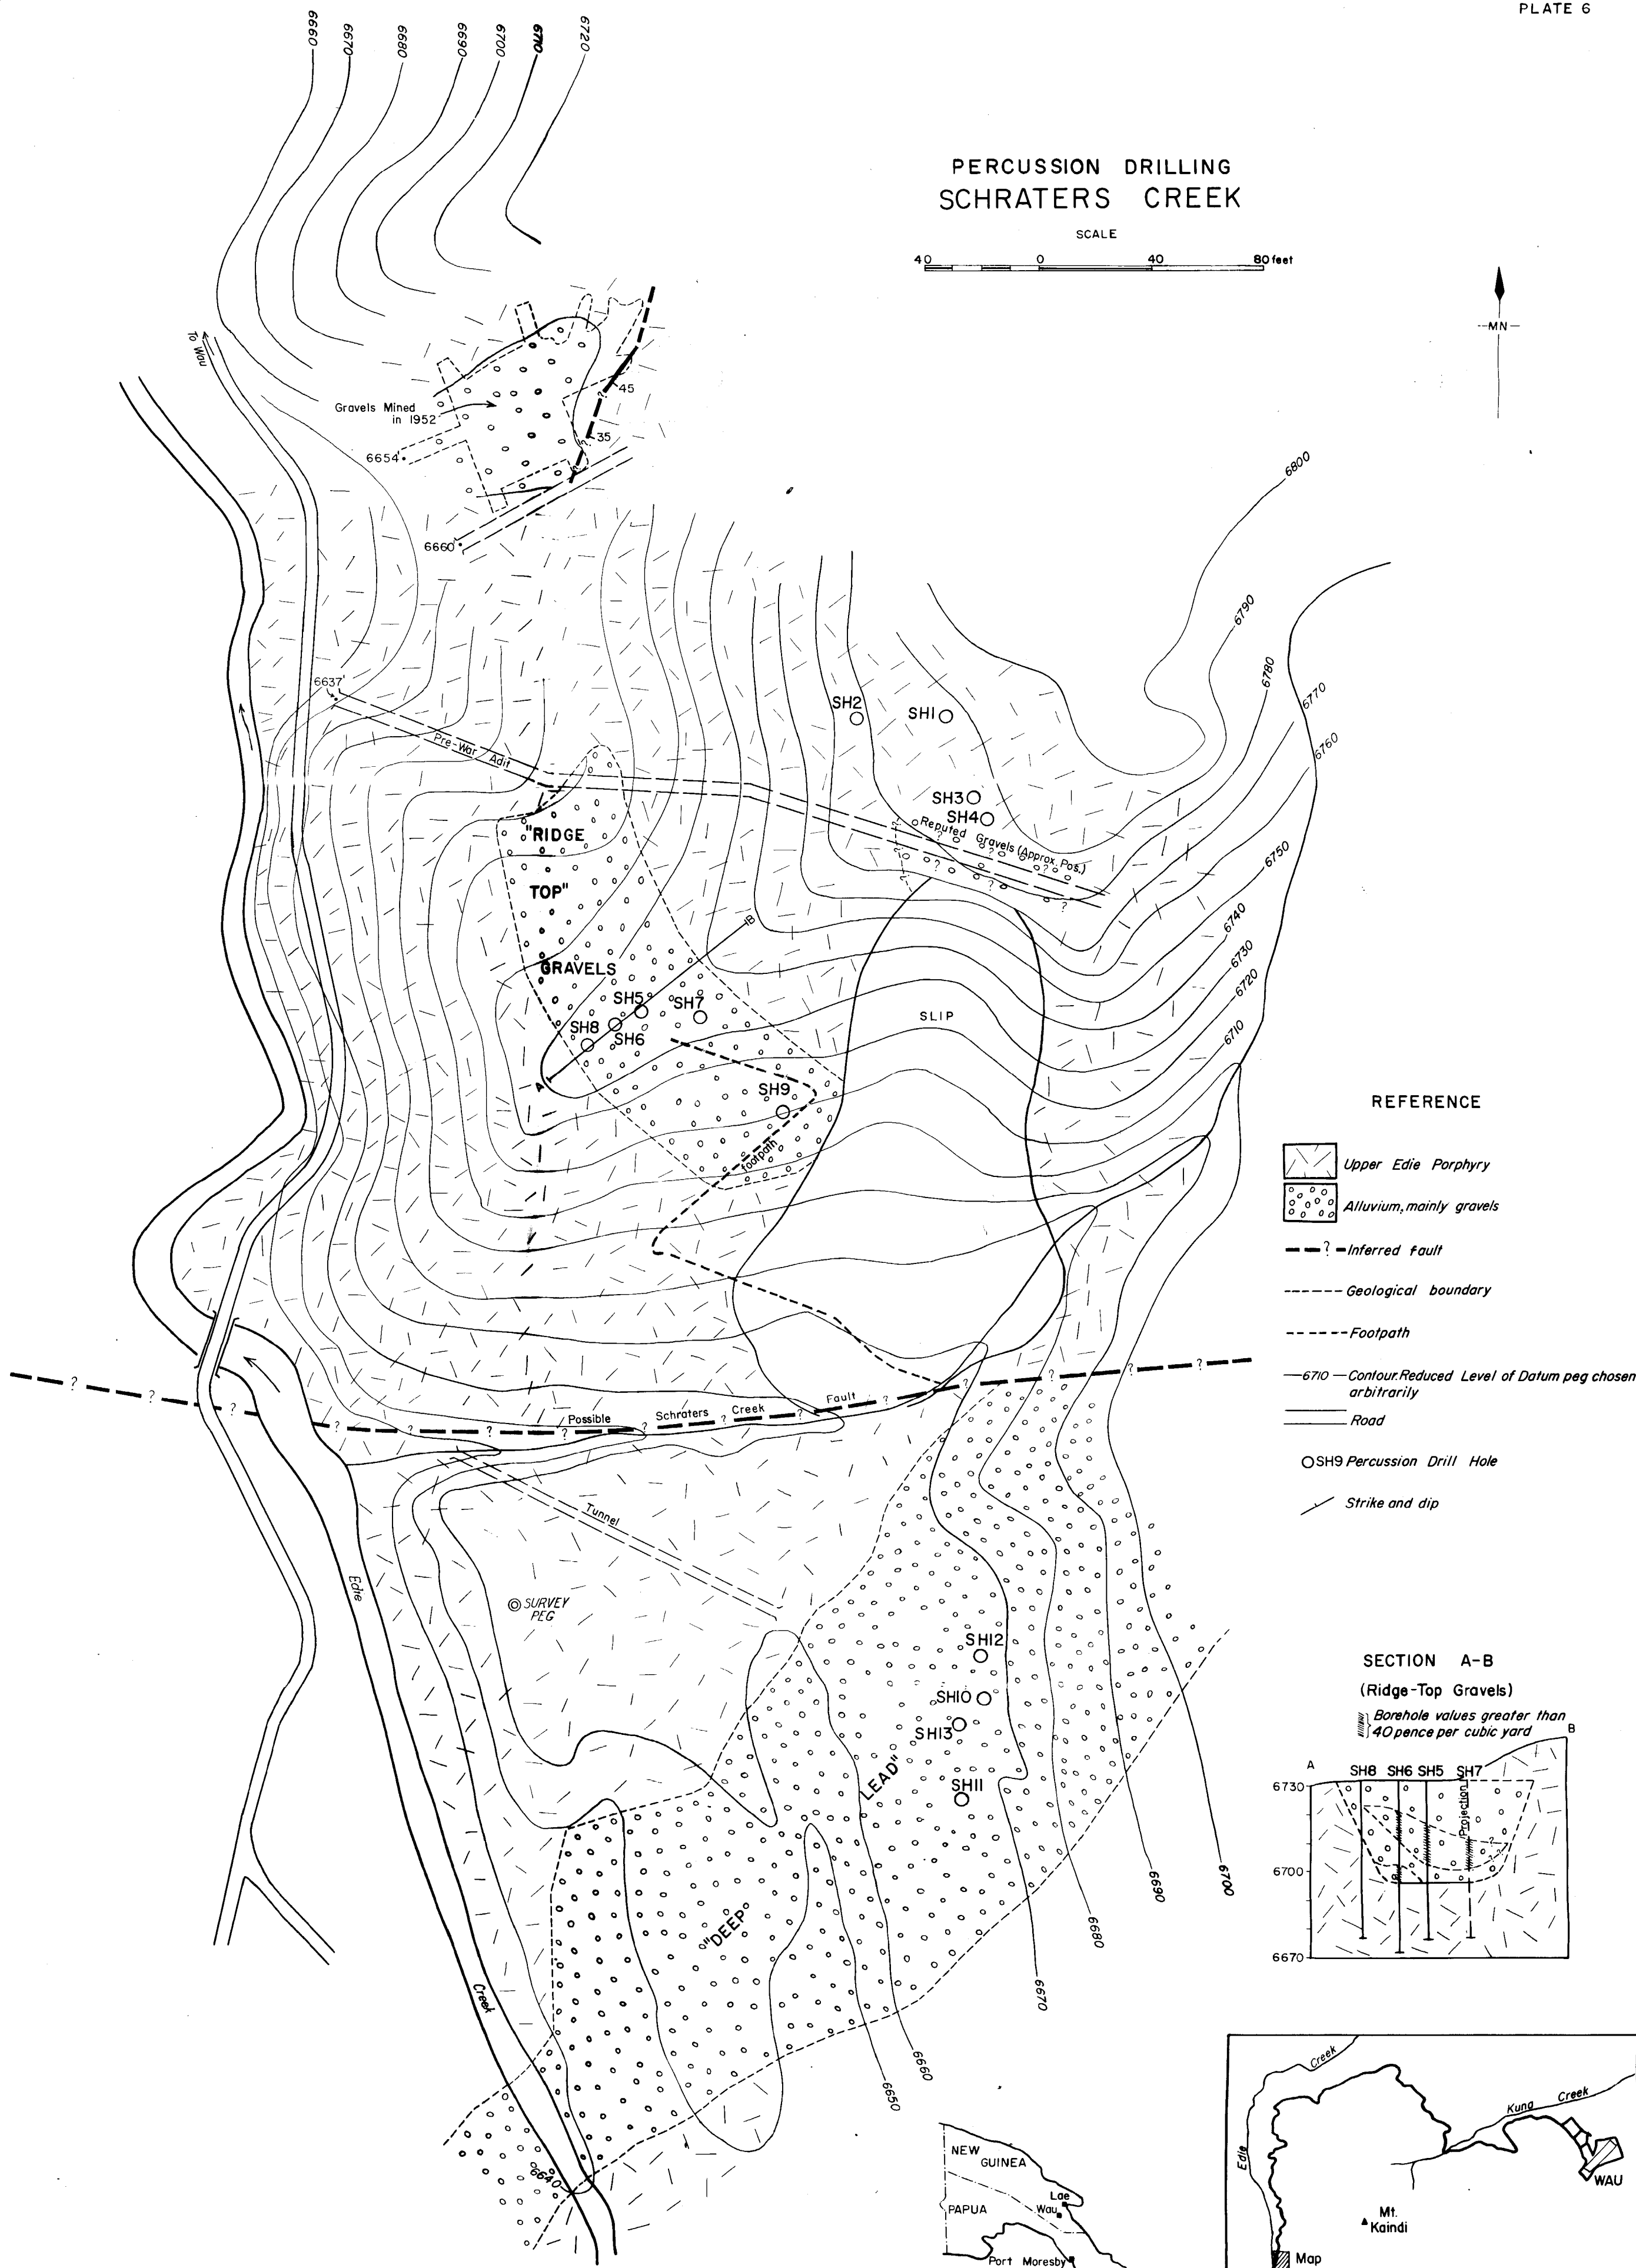 PLATE 6
6660
6670
6680
6690
6700
6710
6720
PERCUSSION DRILLING
SCHRATERS CREEK
SCALE
40 0 40 80 feet
MN
To Wau
Gravels Mined
in 1952
45
35
6654
6660
6800
6790
6780
6770
6760
6750
6740
6730
6720
6710
6637'
Pre-War Adit
SH2
SH1
SH3
SH4
Reputed Gravels (Approx. Pos.)
? ? ? ? ?
"RIDGE
TOP"
GRAVELS
B
SH5
SH7
SH8
SH6
SLIP
A
SH9
footpath
REFERENCE
Upper Edie Porphyry
Alluvium, mainly gravels
? Inferred fault
Geological boundary
Footpath
6710 Contour. Reduced Level of Datum peg chosen
arbitrarily
Road
SH9 Percussion Drill Hole
Strike and dip
? ? ? ? ? ? ? ? ? ? ? ? ?
Possible Schraters Creek Fault
Tunnel
Edie
SURVEY
PEG
SH12
SH10
SH13
LEAD"
SH11
"DEEP"
Creek
6700
6690
6680
6670
6660
6650
6640
SECTION A-B
(Ridge-Top Gravels)
Borehole values greater than
40 pence per cubic yard
A
B
SH8 SH6 SH5 SH7
Projection
?
6730
6700
6670
NEW
GUINEA
PAPUA
Lae
Wau
Port Moresby
Creek
Edie
Kung Creek
WAU
Mt.
Kaindi
Map